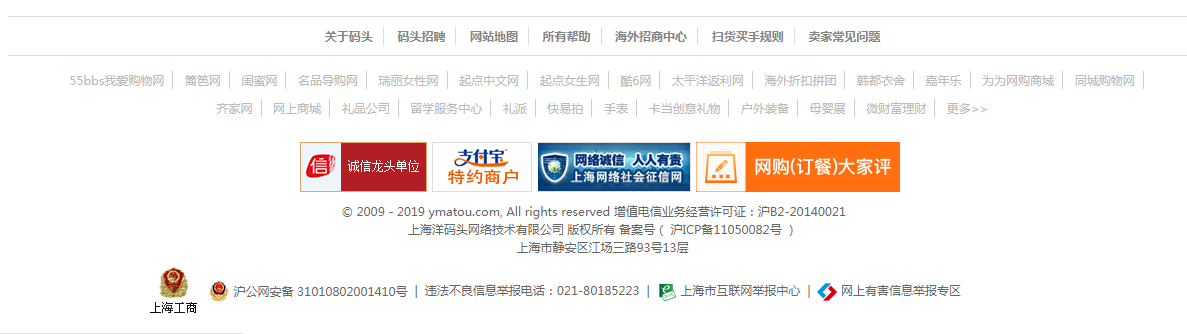 关于码头 码头招聘 网站地图 所有帮助 海外招商中心 扫货买手规则 卖家常见问题
55bbs我爱购物网 篱笆网 闺蜜网 名品导购网 瑞丽女性网 起点中文网 起点女生网 酷6网 太平洋返利网 海外折扣拼团 韩都衣舍 嘉年乐 为为网购商城 同城购物网
齐家网 网上商城 礼品公司 留学服务中心 礼派 快易拍 手表 卡当创意礼物 户外装备 母婴展 微财富理财 更多>>
信 诚信龙头单位 支付宝 特约商户 网络诚信 人人有责 上海网络社会征信网 网购(订餐)大家评
© 2009 - 2019 ymatou.com, All rights reserved 增值电信业务经营许可证：沪B2-20140021
上海洋码头网络技术有限公司 版权所有 备案号（ 沪ICP备11050082号 ）
上海市静安区江场三路93号13层
上海工商 沪公网安备 31010802001410号 | 违法不良信息举报电话：021-80185223 | 上海市互联网举报中心 | 网上有害信息举报专区